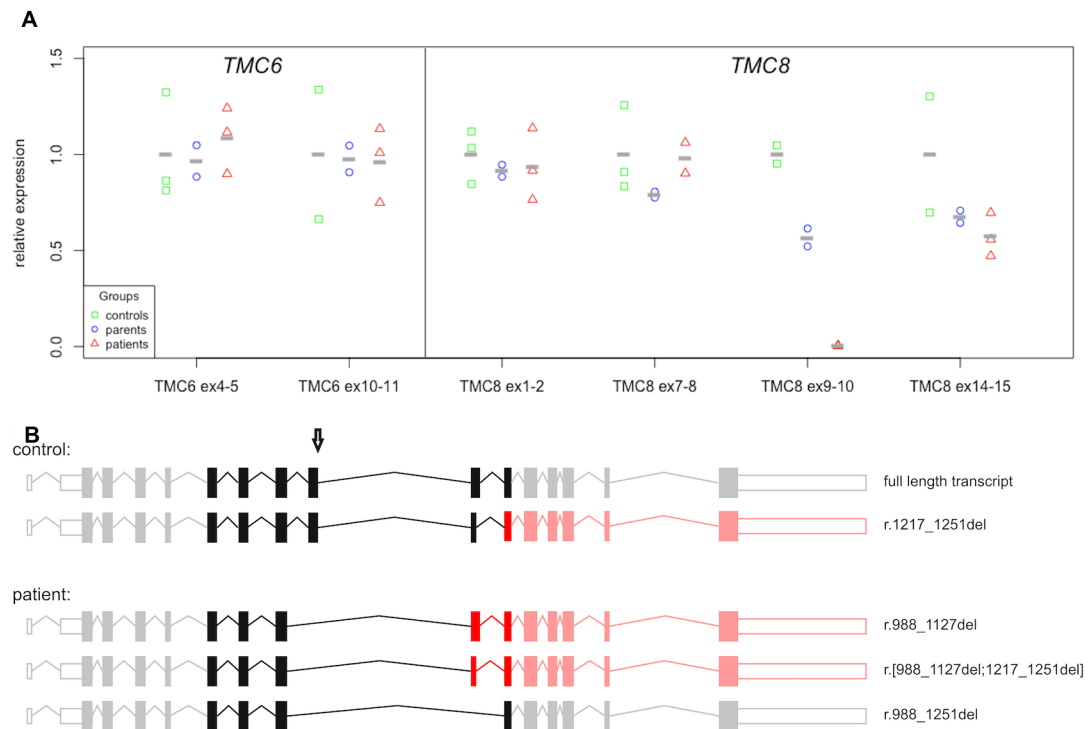 A
TMC6
TMC8
relative expression
1.5
1.0
0.5
0.0
Groups
controls
parents
patients
TMC6 ex4-5
TMC6 ex10-11
TMC8 ex1-2
TMC8 ex7-8
TMC8 ex9-10
TMC8 ex14-15
B
control:
full length transcript
r.1217_1251del
patient:
r.988_1127del
r.[988_1127del;1217_1251del]
r.988_1251del